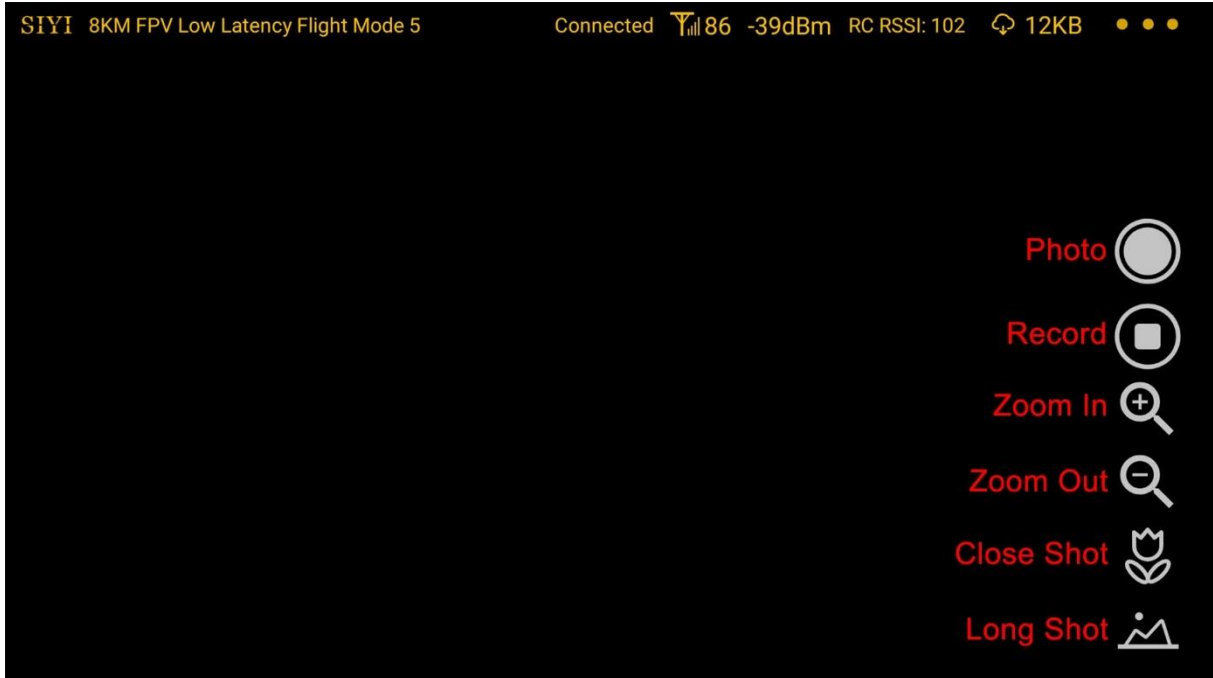 SIYI 8KM FPV Low Latency Flight Mode 5 Connected 86 -39dBm RC RSSI: 102 12KB
Photo
Record
Zoom In
Zoom Out
Close Shot
Long Shot